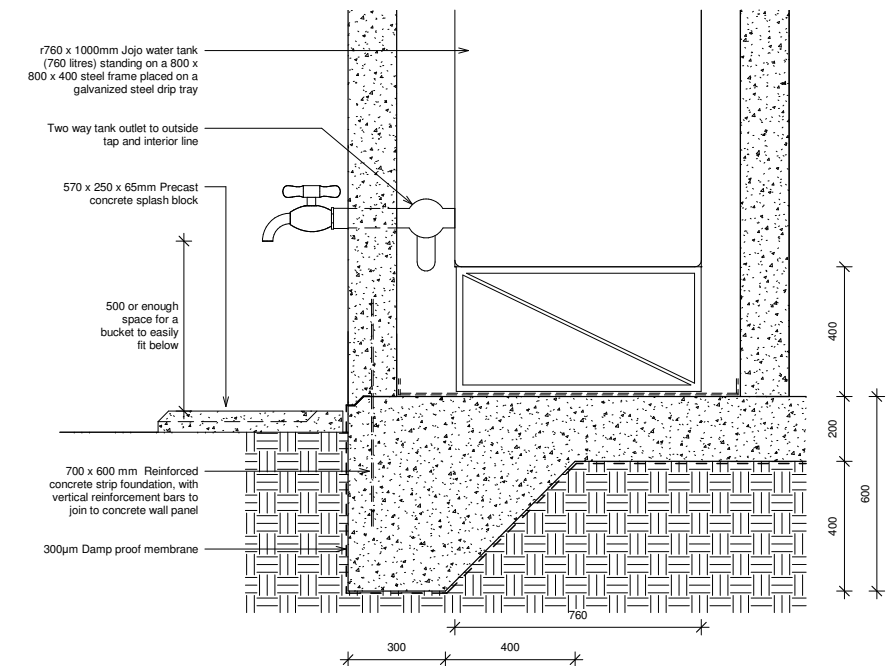 r760 x 1000mm Jojo water tank
(760 litres) standing on a 800 x
800 x 400 steel frame placed on a
galvanized steel drip tray
Two way tank outlet to outside
tap and interior line
570 x 250 x 65mm Precast
concrete splash block
500 or enough
space for a
bucket to easily
fit below
700 x 600 mm Reinforced
concrete strip foundation, with
vertical reinforcement bars to
join to concrete wall panel
300µm Damp proof membrane
400
200
400
600
760
300
400